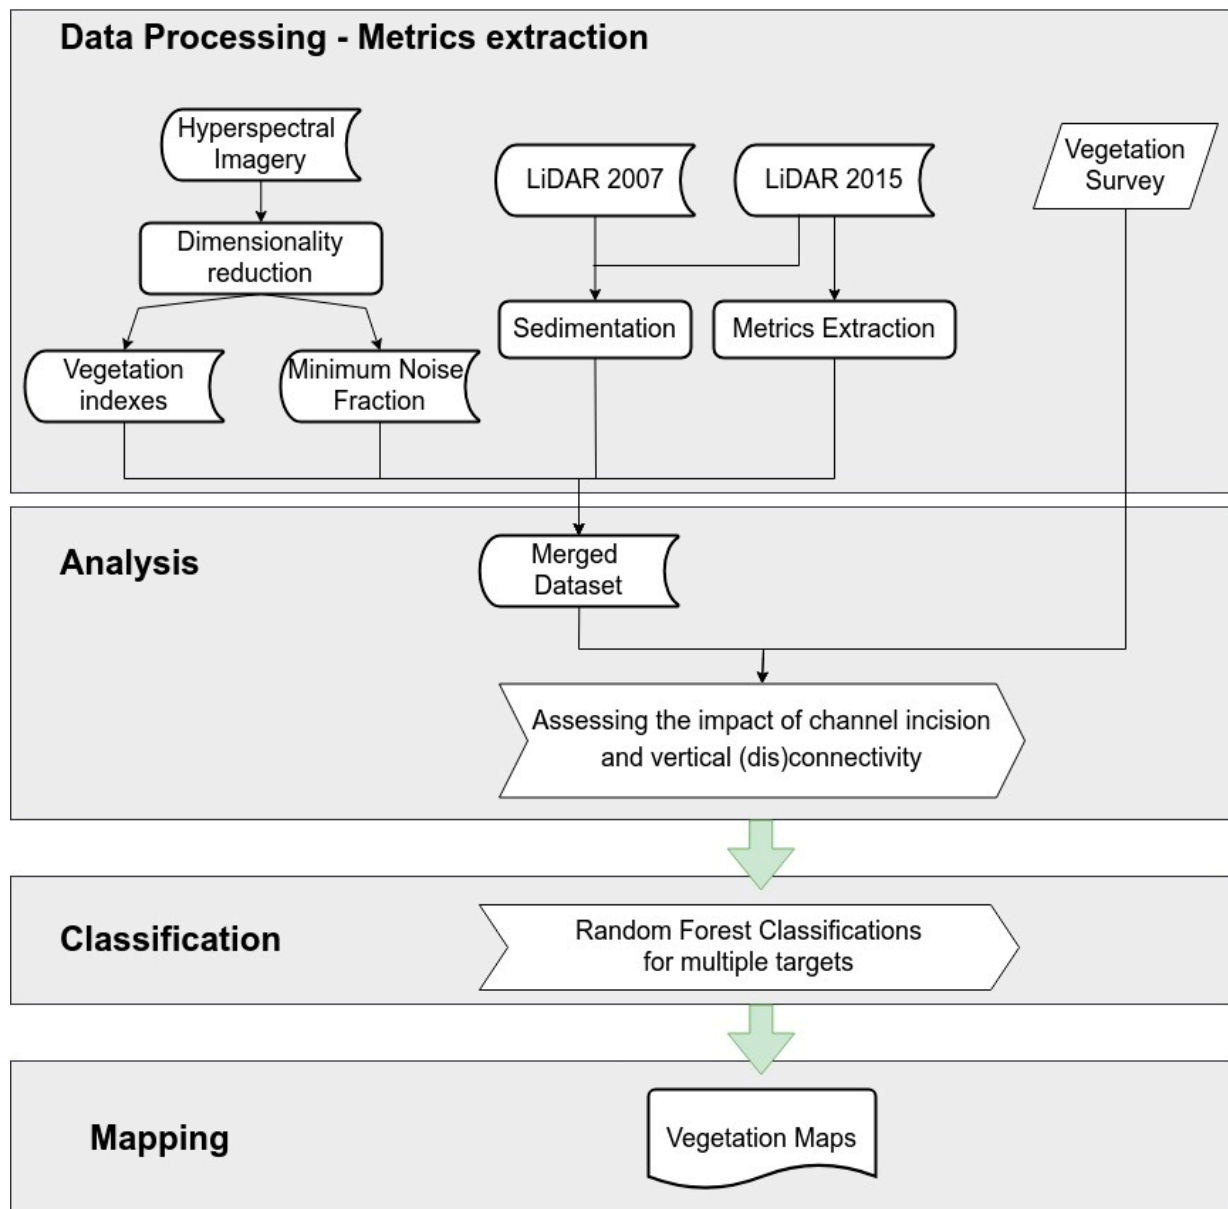 Data Processing - Metrics extraction
Hyperspectral
Imagery
LiDAR 2007
LiDAR 2015
Vegetation
Survey
Dimensionality
reduction
Sedimentation
Metrics Extraction
Vegetation
indexes
Minimum Noise
Fraction
Analysis
Merged
Dataset
Assessing the impact of channel incision
and vertical (dis)connectivity
Classification
Random Forest Classifications
for multiple targets
Mapping
Vegetation Maps